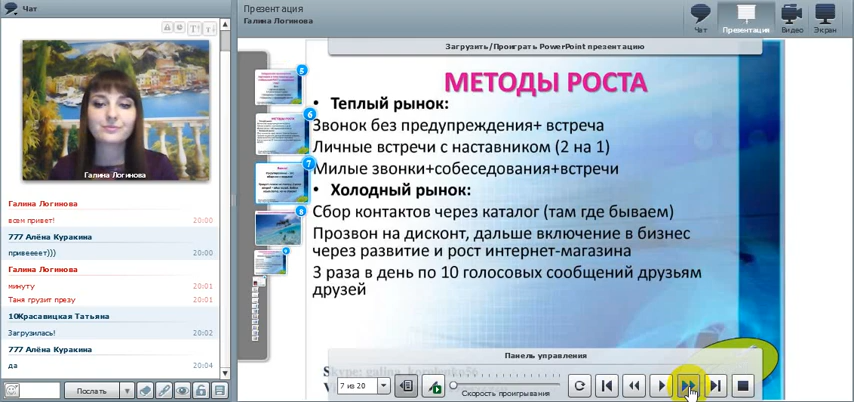 Чат
Галина Логинова
Галина Логинова
всем привет!
20:00
777 Алёна Куракина
привеееет)))
20:00
Галина Логинова
минуту
20:01
Таня грузит презу
20:01
10Красавицкая Татьяна
Загрузилась!
20:02
777 Алёна Куракина
да
20:04
Послать
Презентация
Галина Логинова
Чат
Презентация
Видео
Экран
Загрузить/Проиграть PowerPoint презентацию
5
6
7
8
МЕТОДЫ РОСТА
• Теплый рынок:
Звонок без предупреждения+ встреча
Личные встречи с наставником (2 на 1)
Милые звонки+собеседования+встречи
• Холодный рынок:
Сбор контактов через каталог (там где бываем)
Прозвон на дисконт, дальше включение в бизнес
через развитие и рост интернет-магазина
3 раза в день по 10 голосовых сообщений друзьям
друзей
Панель управления
7 из 20
Скорость проигрывания